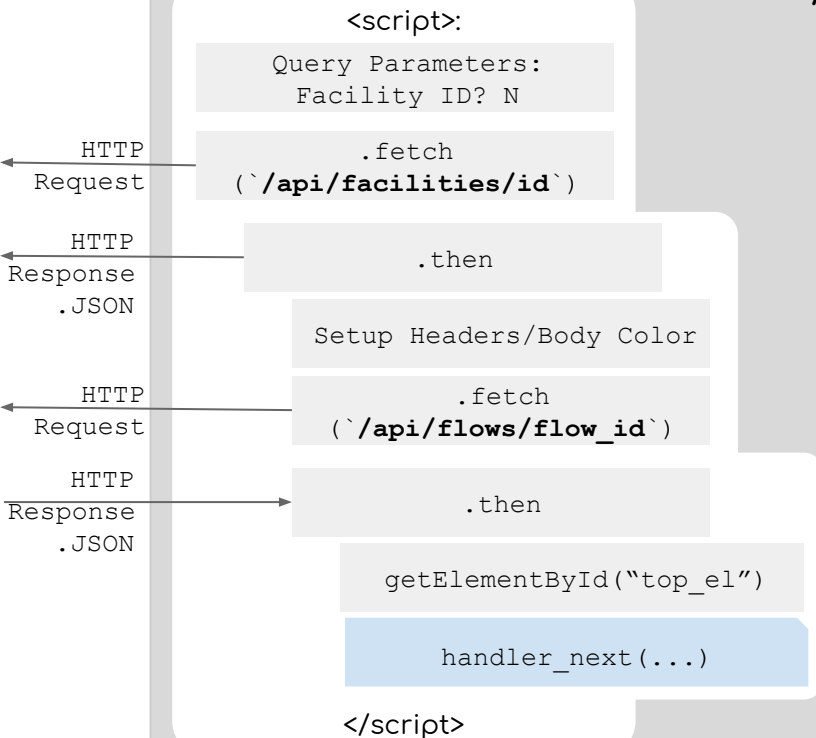 <script>:
Query Parameters:
Facility ID? N
HTTP
Request
.fetch
(`/api/facilities/id`)
HTTP
Response
.JSON
.then
Setup Headers/Body Color
HTTP
Request
.fetch
(`/api/flows/flow_id`)
HTTP
Response
.JSON
.then
getElementById(“top_el”)
handler_next(...)
</script>